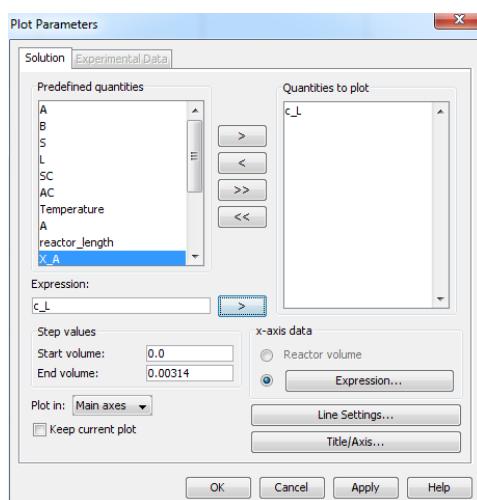 Plot Parameters
Solution
Experimental Data
Predefined quantities
A
B
S
L
SC
AC
Temperature
A
reactor_length
X_A
>
<
>>
<<
Quantities to plot
c_L
Expression:
c_L
>
Step values
Start volume: 0.0
End volume: 0.00314
x-axis data
Reactor volume
Expression...
Plot in: Main axes
Keep current plot
Line Settings...
Title/Axis...
OK Cancel Apply Help